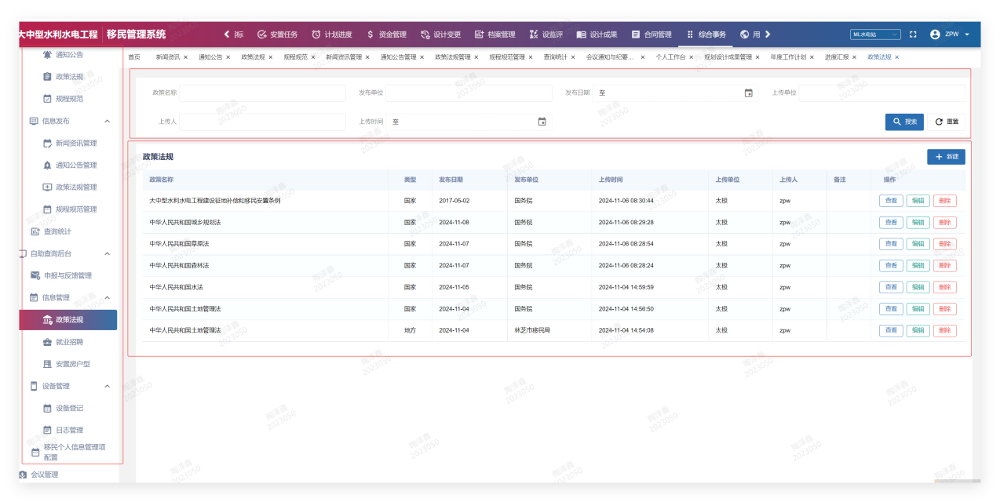 大中型水利水电工程 移民管理系统 标 安置任务 计划进度 资金管理 设计变更 档案管理 设监评 设计成果 合同管理 综合事务 用 ML水电站 ZPW
首页 新闻资讯 × 通知公告 × 政策法规 × 规程规范 × 新闻资讯管理 × 通知公告管理 × 政策法规管理 × 规程规范管理 × 查询统计 × 会议通知与纪要... × 个人工作台 × 规划设计成果管理 × 年度工作计划 × 进度汇报 × 政策法规 ×
通知公告
政策法规
规程规范
信息发布
新闻资讯管理
通知公告管理
政策法规管理
规程规范管理
查询统计
自助查询后台
申报与反馈管理
信息管理
政策法规
就业招聘
安置房户型
设备管理
设备登记
日志管理
移民个人信息管理项
配置
会议管理
政策名称 发布单位 发布日期 至 上传单位
上传人 上传时间 至 搜索 重置
政策法规 + 新建
政策名称 类型 发布日期 发布单位 上传时间 上传单位 上传人 备注 操作
大中型水利水电工程建设征地补偿和移民安置条例 国家 2017-05-02 国务院 2024-11-06 08:30:44 太极 zpw 查看 编辑 删除
中华人民共和国城乡规划法 国家 2024-11-08 国务院 2024-11-06 08:29:28 太极 zpw 查看 编辑 删除
中华人民共和国草原法 国家 2024-11-07 国务院 2024-11-06 08:28:54 太极 zpw 查看 编辑 删除
中华人民共和国森林法 国家 2024-11-07 国务院 2024-11-06 08:28:24 太极 zpw 查看 编辑 删除
中华人民共和国水法 国家 2024-11-05 国务院 2024-11-04 14:59:59 太极 zpw 查看 编辑 删除
中华人民共和国土地管理法 国家 2024-11-04 国务院 2024-11-04 14:56:50 太极 zpw 查看 编辑 删除
中华人民共和国土地管理法 地方 2024-11-04 林芝市移民局 2024-11-04 14:54:08 太极 zpw 查看 编辑 删除
2023050